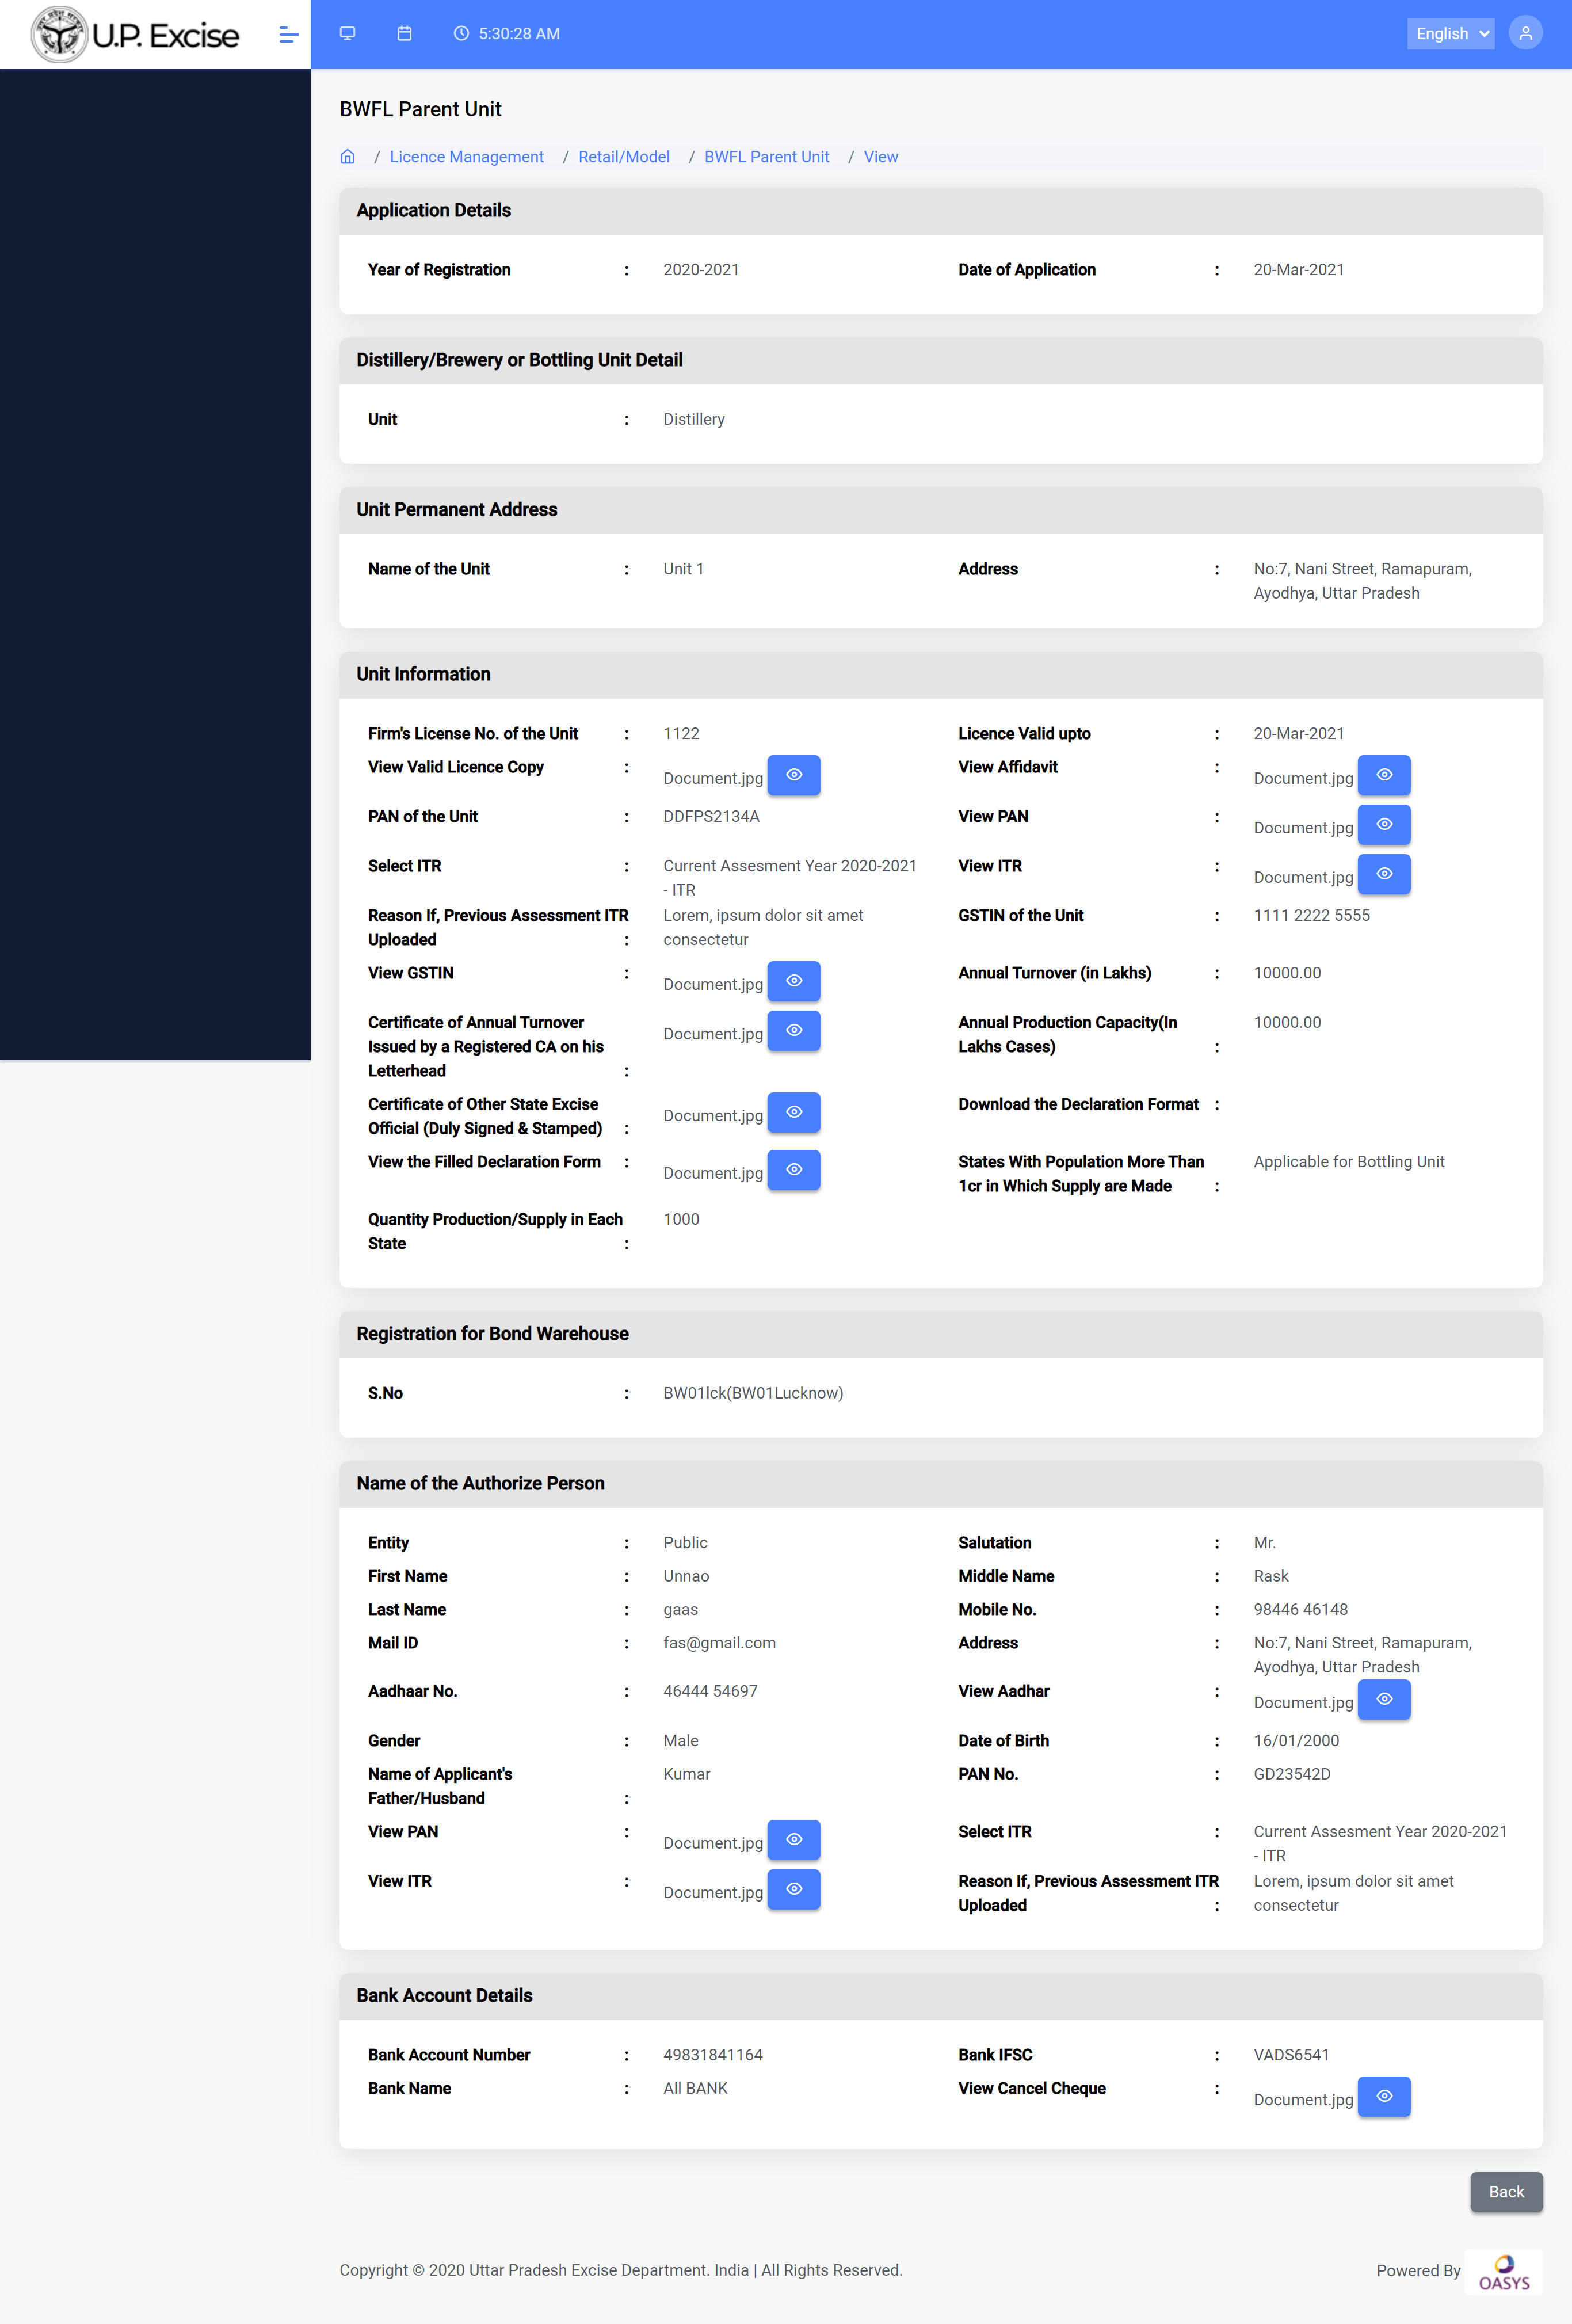 U.P. Excise
5:30:28 AM
English
BWFL Parent Unit
/ Licence Management / Retail/Model / BWFL Parent Unit / View
Application Details
Year of Registration : 2020-2021 Date of Application : 20-Mar-2021
Distillery/Brewery or Bottling Unit Detail
Unit : Distillery
Unit Permanent Address
Name of the Unit : Unit 1 Address : No:7, Nani Street, Ramapuram,
Ayodhya, Uttar Pradesh
Unit Information
Firm's License No. of the Unit : 1122 Licence Valid upto : 20-Mar-2021
View Valid Licence Copy : Document.jpg View Affidavit : Document.jpg
PAN of the Unit : DDFPS2134A View PAN : Document.jpg
Select ITR : Current Assesment Year 2020-2021 View ITR : Document.jpg
- ITR
Reason If, Previous Assessment ITR Lorem, ipsum dolor sit amet GSTIN of the Unit : 1111 2222 5555
Uploaded : consectetur
View GSTIN : Document.jpg Annual Turnover (in Lakhs) : 10000.00
Certificate of Annual Turnover Document.jpg Annual Production Capacity(In 10000.00
Issued by a Registered CA on his Lakhs Cases) :
Letterhead :
Certificate of Other State Excise Document.jpg Download the Declaration Format :
Official (Duly Signed & Stamped) :
View the Filled Declaration Form : Document.jpg States With Population More Than Applicable for Bottling Unit
1cr in Which Supply are Made :
Quantity Production/Supply in Each 1000
State :
Registration for Bond Warehouse
S.No : BW01lck(BW01Lucknow)
Name of the Authorize Person
Entity : Public Salutation : Mr.
First Name : Unnao Middle Name : Rask
Last Name : gaas Mobile No. : 98446 46148
Mail ID : fas@gmail.com Address : No:7, Nani Street, Ramapuram,
Ayodhya, Uttar Pradesh
Aadhaar No. : 46444 54697 View Aadhar : Document.jpg
Gender : Male Date of Birth : 16/01/2000
Name of Applicant's Kumar PAN No. : GD23542D
Father/Husband :
View PAN : Document.jpg Select ITR : Current Assesment Year 2020-2021
- ITR
View ITR : Document.jpg Reason If, Previous Assessment ITR Lorem, ipsum dolor sit amet
Uploaded : consectetur
Bank Account Details
Bank Account Number : 49831841164 Bank IFSC : VADS6541
Bank Name : All BANK View Cancel Cheque : Document.jpg
Back
Copyright © 2020 Uttar Pradesh Excise Department. India | All Rights Reserved. Powered By OASYS